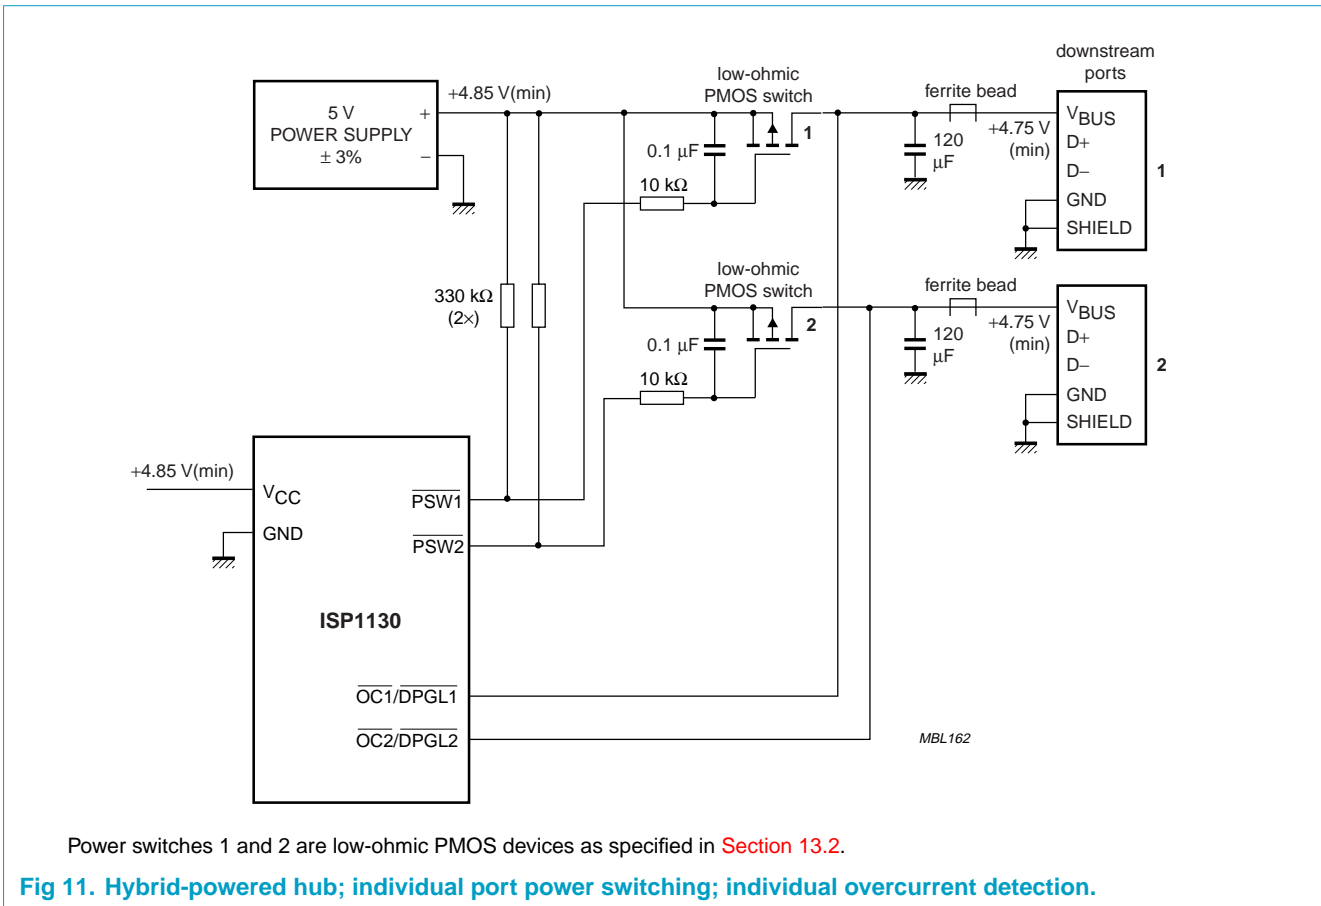 downstream
ports
low-ohmic
PMOS switch
ferrite bead
+4.85 V(min)
5 V
POWER SUPPLY
± 3%
+
−
1
0.1 μF
10 kΩ
120
μF
+4.75 V
(min)
VBUS
D+
D−
GND
SHIELD
1
low-ohmic
PMOS switch
ferrite bead
330 kΩ
(2×)
2
0.1 μF
10 kΩ
120
μF
+4.75 V
(min)
VBUS
D+
D−
GND
SHIELD
2
+4.85 V(min)
VCC
GND
PSW1
PSW2
ISP1130
OC1/DPGL1
OC2/DPGL2
MBL162
Power switches 1 and 2 are low-ohmic PMOS devices as specified in Section 13.2.
Fig 11. Hybrid-powered hub; individual port power switching; individual overcurrent detection.